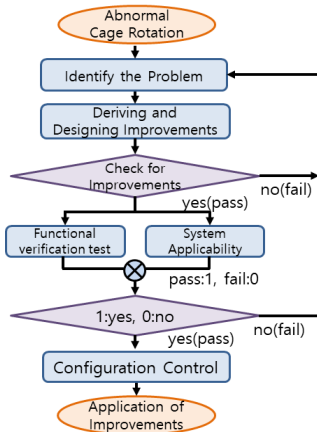 Abnormal
Cage Rotation
Identify the Problem
Deriving and
Designing Improvements
Check for
Improvements
no(fail)
yes(pass)
Functional
verification test
System
Applicability
pass:1, fail:0
1:yes, 0:no
no(fail)
yes(pass)
Configuration Control
Application of
Improvements